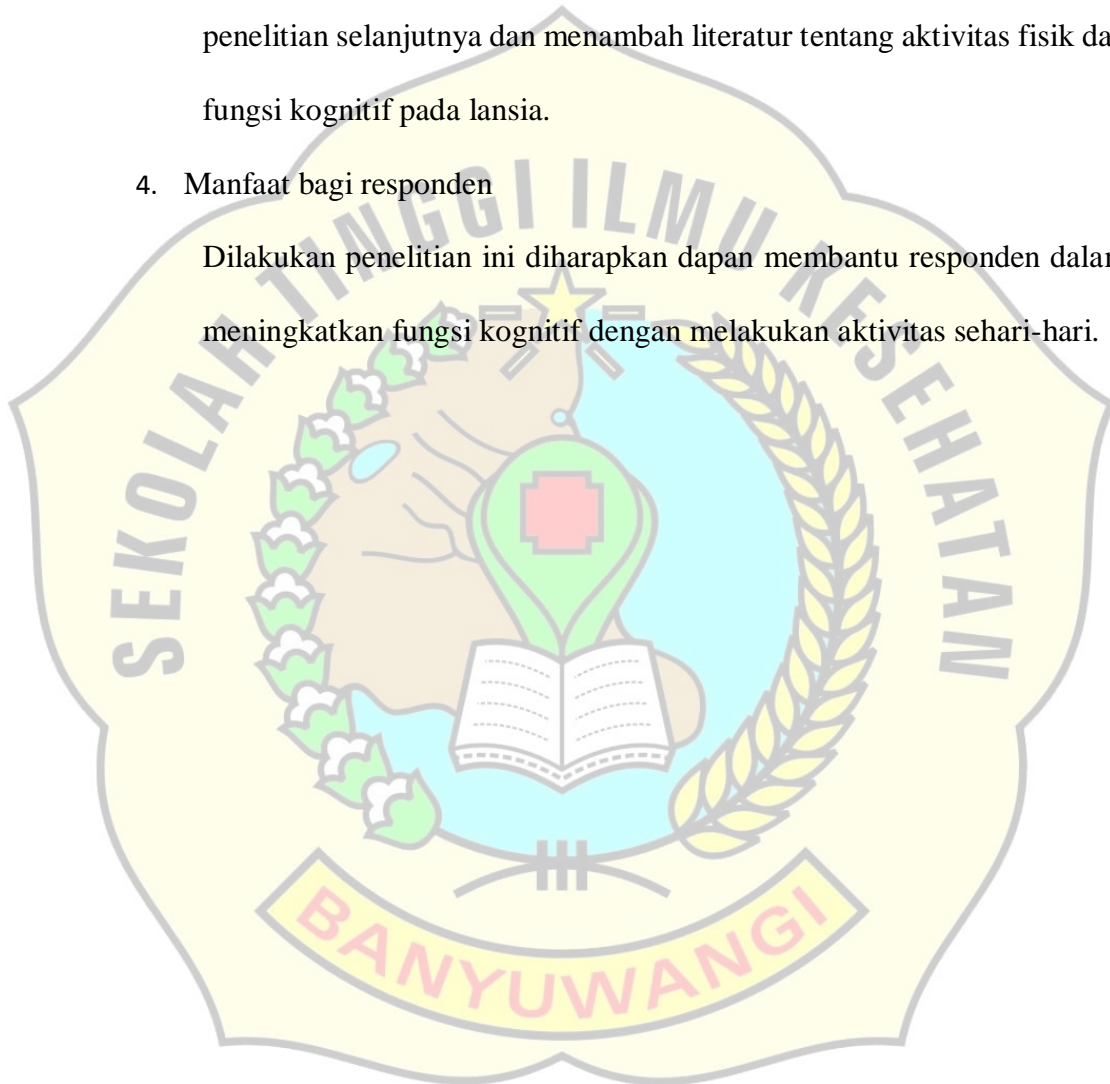 penelitian selanjutnya dan menambah literatur tentang aktivitas fisik da
fungsi kognitif pada lansia.
4. Manfaat bagi responden
Dilakukan penelitian ini diharapkan dapan membantu responden dalam
meningkatkan fungsi kognitif dengan melakukan aktivitas sehari-hari.
SEKOLAH TINGGI ILMU KESEHATAN
BANYUWANGI